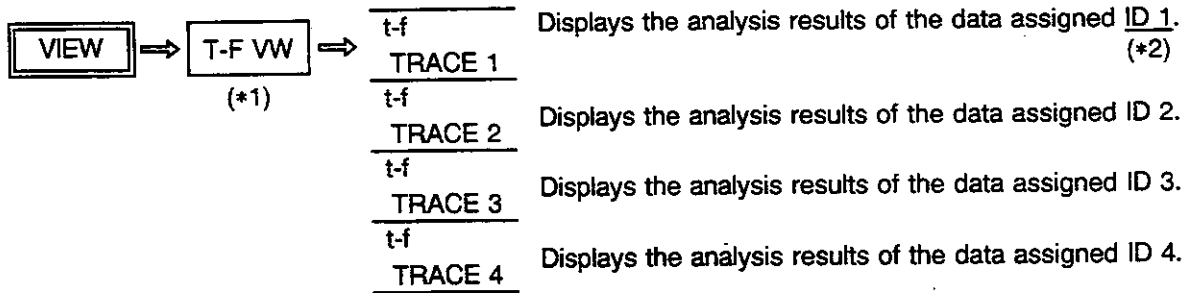 VIEW
T-F VW
(*1)
t-f
TRACE 1
Displays the analysis results of the data assigned ID 1.
(*2)
t-f
TRACE 2
Displays the analysis results of the data assigned ID 2.
t-f
TRACE 3
Displays the analysis results of the data assigned ID 3.
t-f
TRACE 4
Displays the analysis results of the data assigned ID 4.